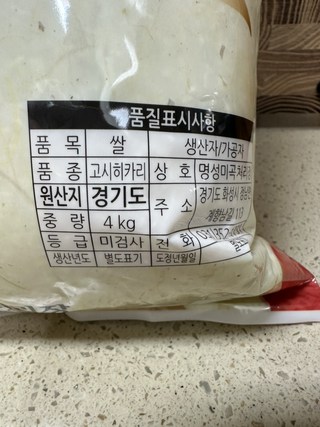 품질표시사항
품 목 쌀 생산자/가공자
품 종 고시히카리 상 호 명성미곡처리
원산지 경기도 주 소 경기도 화성시
중 량 4 kg
등 급 미검사 전 화
생산년도 별도표기 도정년월일